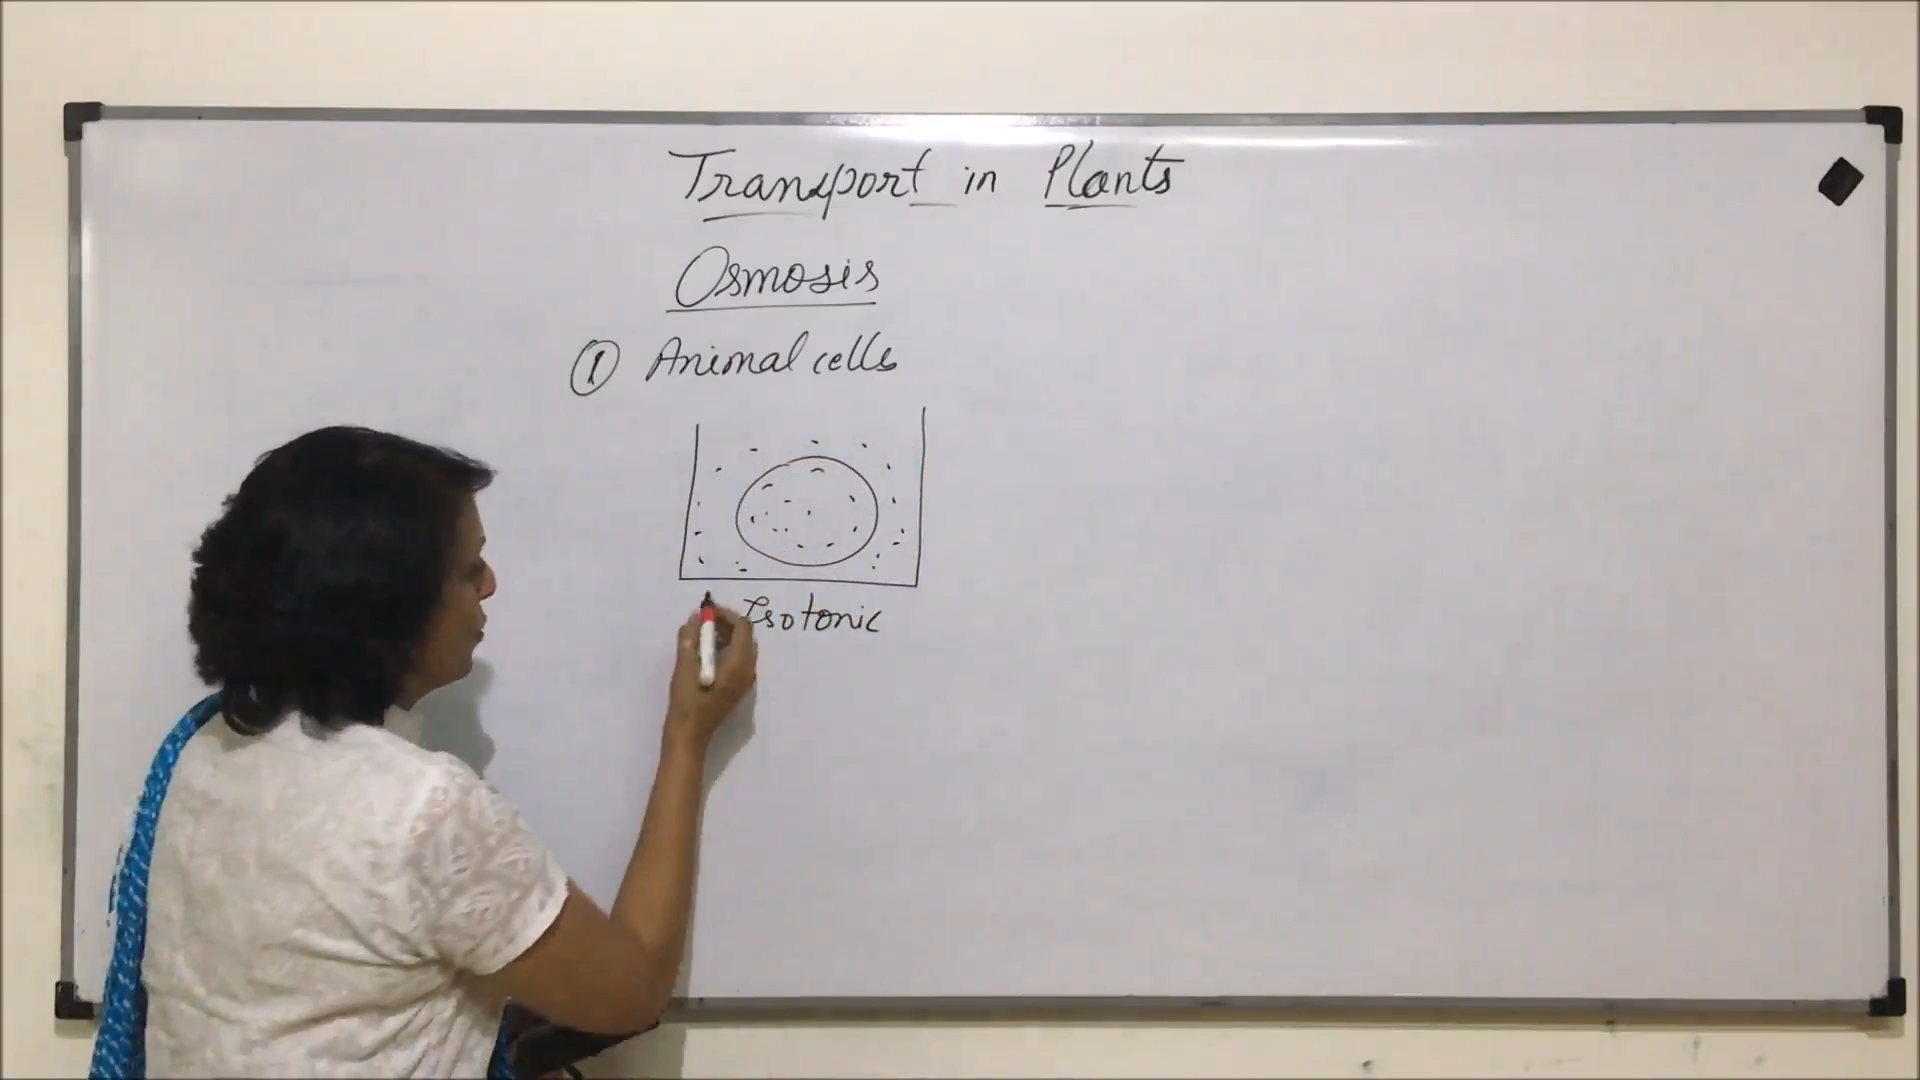 Transport in Plants
Osmosis
① Animal cells
Isotonic